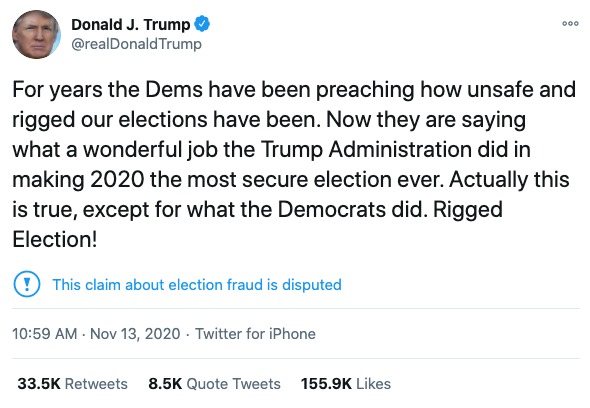 Donald J. Trump
@realDonaldTrump
For years the Dems have been preaching how unsafe and
rigged our elections have been. Now they are saying
what a wonderful job the Trump Administration did in
making 2020 the most secure election ever. Actually this
is true, except for what the Democrats did. Rigged
Election!
This claim about election fraud is disputed
10:59 AM · Nov 13, 2020 · Twitter for iPhone
33.5K Retweets 8.5K Quote Tweets 155.9K Likes